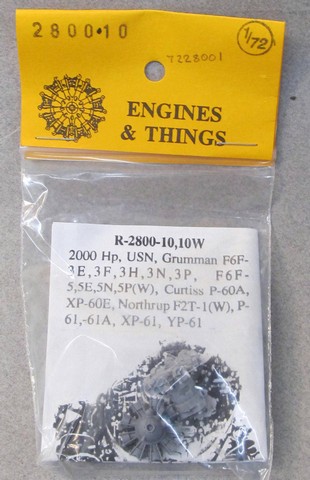 2800·10
1/72
7228001
ENGINES
& THINGS
R-2800-10,10W
2000 Hp, USN, Grumman F6F-
3E,3F,3H,3N,3P, F6F-
5,5E,5N,5P(W), Curtiss P-60A,
XP-60E, Northrup F2T-1(W), P-
61,-61A, XP-61, YP-61